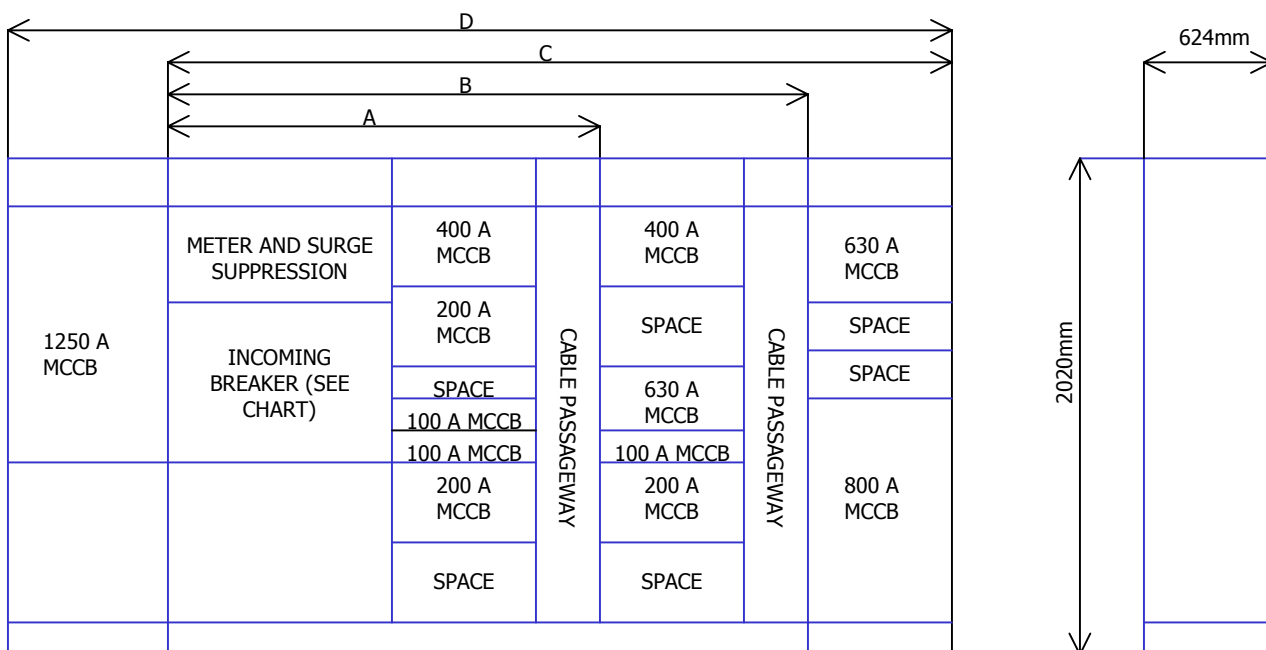 D
624mm
C
B
A
METER AND SURGE
SUPPRESSION
400 A
MCCB
400 A
MCCB
630 A
MCCB
1250 A
MCCB
INCOMING
BREAKER (SEE
CHART)
200 A
MCCB
SPACE
100 A MCCB
100 A MCCB
200 A
MCCB
SPACE
CABLE PASSAGEWAY
SPACE
630 A
MCCB
100 A MCCB
200 A
MCCB
SPACE
CABLE PASSAGEWAY
SPACE
SPACE
800 A
MCCB
2020mm